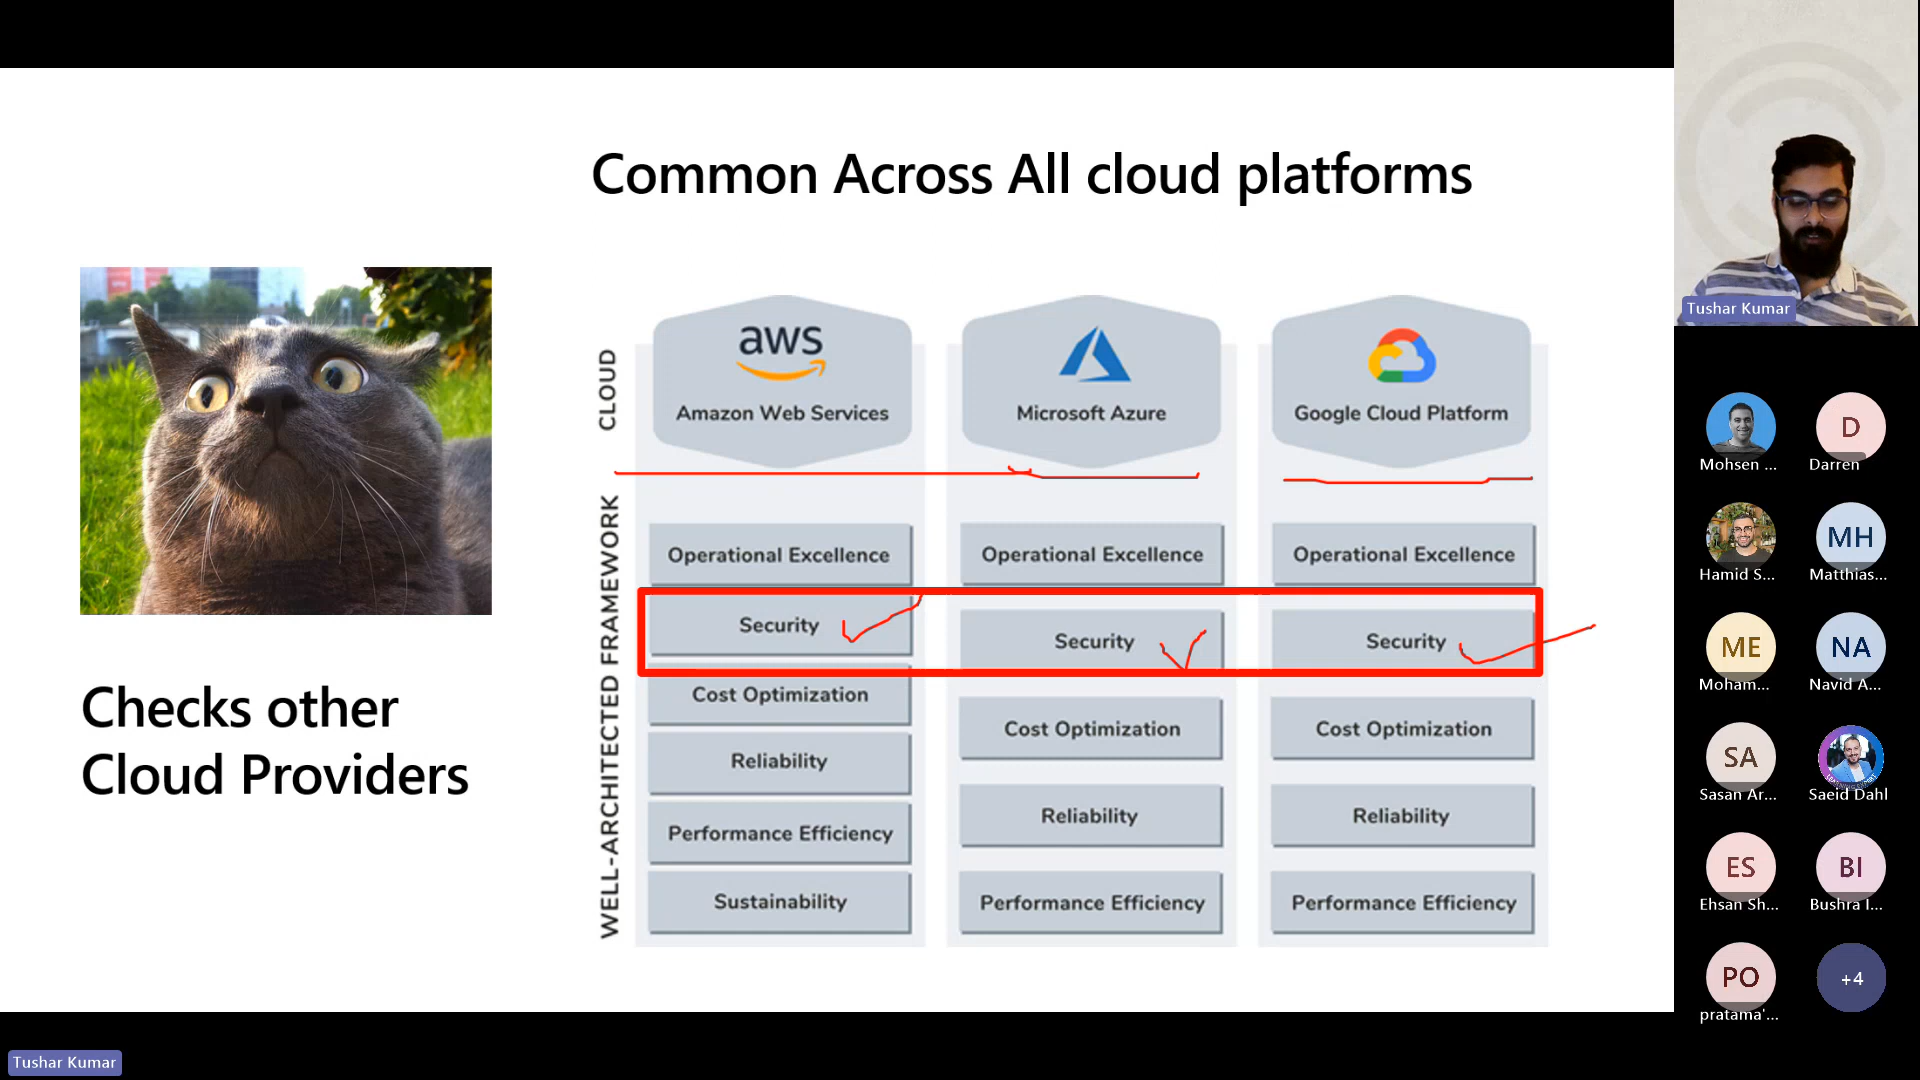 Common Across All cloud platforms
Checks other
Cloud Providers
CLOUD
WELL-ARCHITECTED FRAMEWORK
aws
Amazon Web Services
Operational Excellence
Security
Cost Optimization
Reliability
Performance Efficiency
Sustainability
Microsoft Azure
Operational Excellence
Security
Cost Optimization
Reliability
Performance Efficiency
Google Cloud Platform
Operational Excellence
Security
Cost Optimization
Reliability
Performance Efficiency
Tushar Kumar
Mohsen ...
D
Darren
Hamid S...
MH
Matthias...
ME
Moham...
NA
Navid A...
SA
Sasan Ar...
Saeid Dahl
ES
Ehsan Sh...
BI
Bushra I...
PO
pratama'...
+4
Tushar Kumar